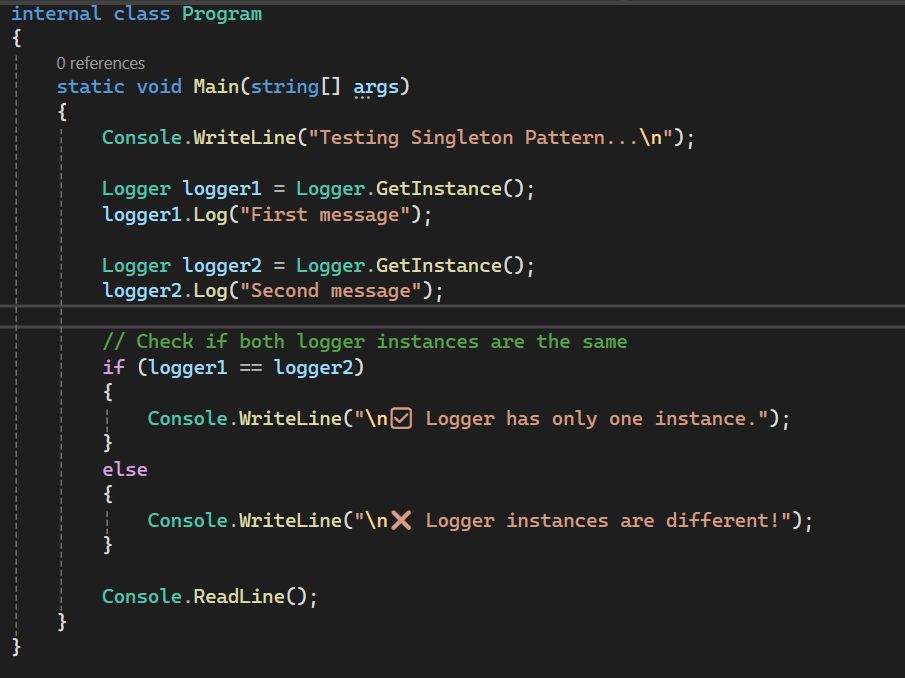 internal class Program
{
0 references
static void Main(string[] args)
{
Console.WriteLine("Testing Singleton Pattern...\n");
Logger logger1 = Logger.GetInstance();
logger1.Log("First message");
Logger logger2 = Logger.GetInstance();
logger2.Log("Second message");
// Check if both logger instances are the same
if (logger1 == logger2)
{
Console.WriteLine("\n☑ Logger has only one instance.");
}
else
{
Console.WriteLine("\n❌ Logger instances are different!");
}
Console.ReadLine();
}
}